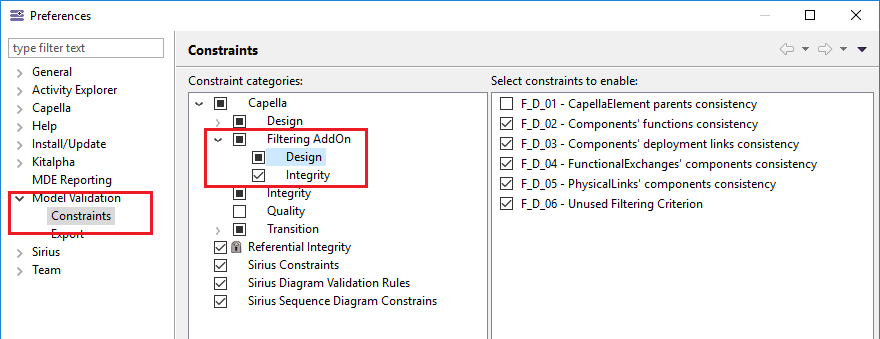 Preferences
type filter text
General
Activity Explorer
Capella
Help
Install/Update
Kitalpha
MDE Reporting
Model Validation
Constraints
Export
Sirius
Team
Constraints
Constraint categories:
Capella
Design
Filtering AddOn
Design
Integrity
Integrity
Quality
Transition
Referential Integrity
Sirius Constraints
Sirius Diagram Validation Rules
Sirius Sequence Diagram Constrains
Select constraints to enable:
F_D_01 - CapellaElement parents consistency
F_D_02 - Components' functions consistency
F_D_03 - Components' deployment links consistency
F_D_04 - FunctionalExchanges' components consistency
F_D_05 - PhysicalLinks' components consistency
F_D_06 - Unused Filtering Criterion